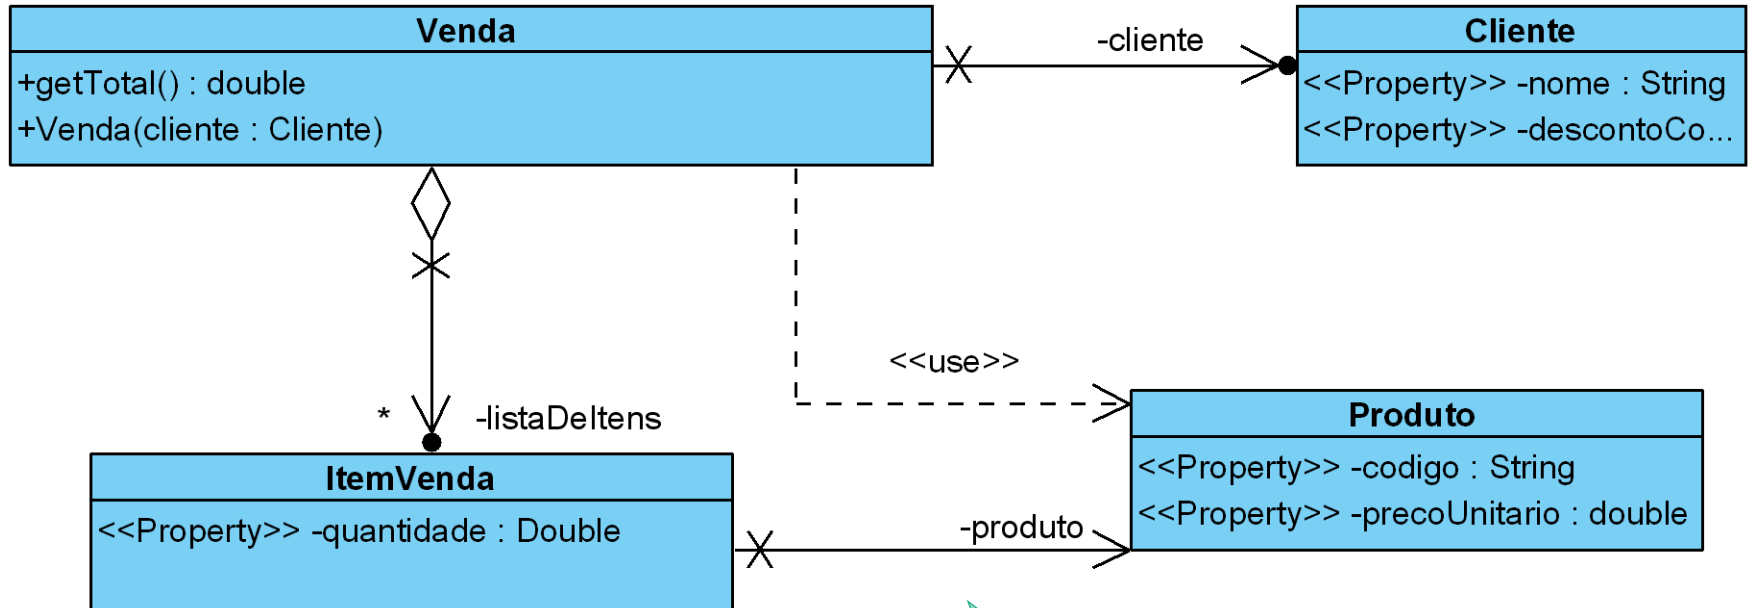 Venda
+getTotal() : double
+Venda(cliente : Cliente)
-cliente
Cliente
<<Property>> -nome : String
<<Property>> -descontoCo...
<<use>>
* -listaDeItens
ItemVenda
<<Property>> -quantidade : Double
-produto
Produto
<<Property>> -codigo : String
<<Property>> -precoUnitario : double